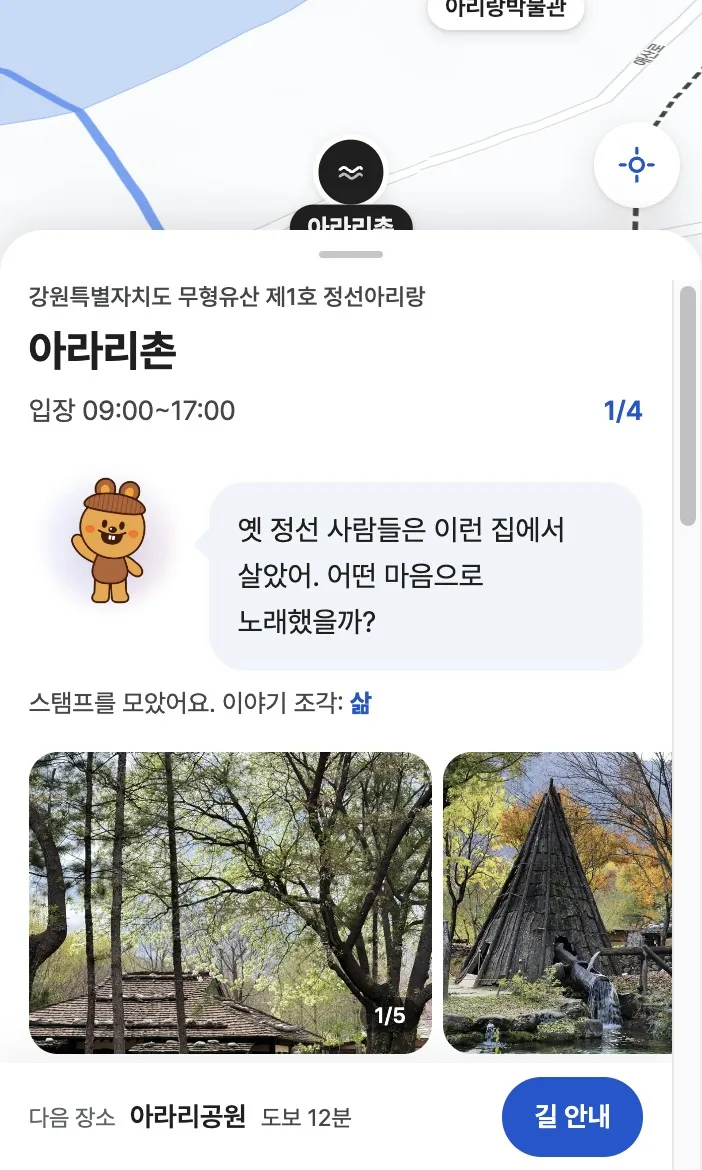 아리랑박물관
애산로
아라리촌
강원특별자치도 무형유산 제1호 정선아리랑
아라리촌
입장 09:00~17:00
1/4
옛 정선 사람들은 이런 집에서
살았어. 어떤 마음으로
노래했을까?
스탬프를 모았어요. 이야기 조각: 삶
1/5
다음 장소 아라리공원 도보 12분
길 안내